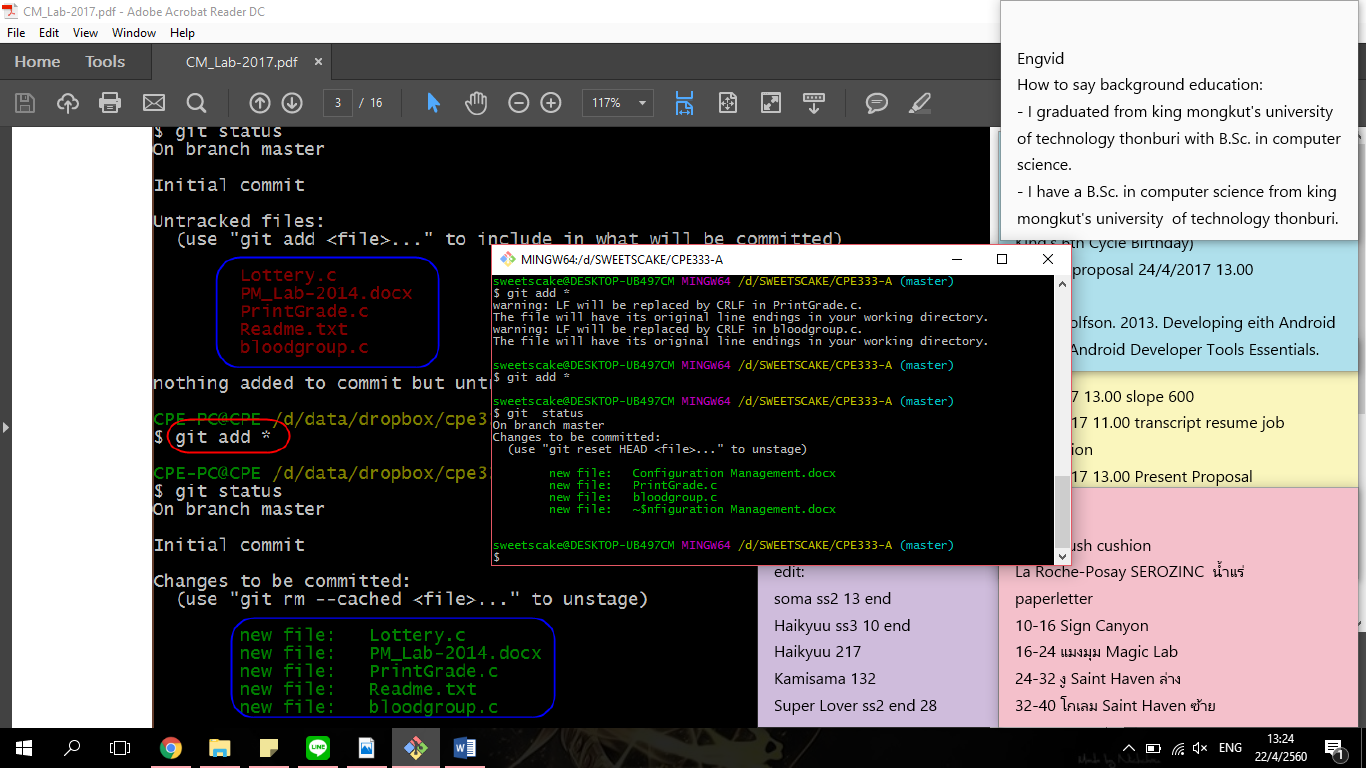 CM_Lab-2017.pdf - Adobe Acrobat Reader DC
File Edit View Window Help
Home Tools CM_Lab-2017.pdf ×
3 / 16 117%
$ git status
On branch master
Initial commit
Untracked files:
(use "git add <file>..." to include in what will be committed)
Lottery.c
PM_Lab-2014.docx
PrintGrade.c
Readme.txt
bloodgroup.c
nothing added to commit but
CPE-PC@CPE /d/data/dropbox/
$ git add *
CPE-PC@CPE /d/data/dropbox/
$ git status
On branch master
Initial commit
Changes to be committed:
(use "git rm --cached <file>..." to unstage)
new file: Lottery.c
new file: PM_Lab-2014.docx
new file: PrintGrade.c
new file: Readme.txt
new file: bloodgroup.c
MINGW64:/d/SWEETSCAKE/CPE333-A
sweetscake@DESKTOP-UB497CM MINGW64 /d/SWEETSCAKE/CPE333-A (master)
$ git add *
warning: LF will be replaced by CRLF in PrintGrade.c.
The file will have its original line endings in your working directory.
warning: LF will be replaced by CRLF in bloodgroup.c.
The file will have its original line endings in your working directory.
sweetscake@DESKTOP-UB497CM MINGW64 /d/SWEETSCAKE/CPE333-A (master)
$ git add *
sweetscake@DESKTOP-UB497CM MINGW64 /d/SWEETSCAKE/CPE333-A (master)
$ git  status
On branch master
Changes to be committed:
(use "git reset HEAD <file>..." to unstage)
new file: Configuration Management.docx
new file: PrintGrade.c
new file: bloodgroup.c
new file: ~$nfiguration Management.docx
sweetscake@DESKTOP-UB497CM MINGW64 /d/SWEETSCAKE/CPE333-A (master)
$
Engvid
How to say background education:
- I graduated from king mongkut's university
of technology thonburi with B.Sc. in computer
science.
- I have a B.Sc. in computer science from king
mongkut's university  of technology thonburi.
6th Cycle Birthday)
proposal 24/4/2017 13.00
2013. Developing eith Android
Android Developer Tools Essentials.
13.00 slope 600
17 11.00 transcript resume job
17 13.00 Present Proposal
cushion
La Roche-Posay SEROZINC น้ำแร่
paperletter
10-16 Sign Canyon
16-24 แมงมุม Magic Lab
24-32 งู Saint Haven ล่าง
32-40 โกเลม Saint Haven ซ้าย
edit:
soma ss2 13 end
Haikyuu ss3 10 end
Haikyuu 217
Kamisama 132
Super Lover ss2 end 28
ENG
13:24
22/4/2560
1